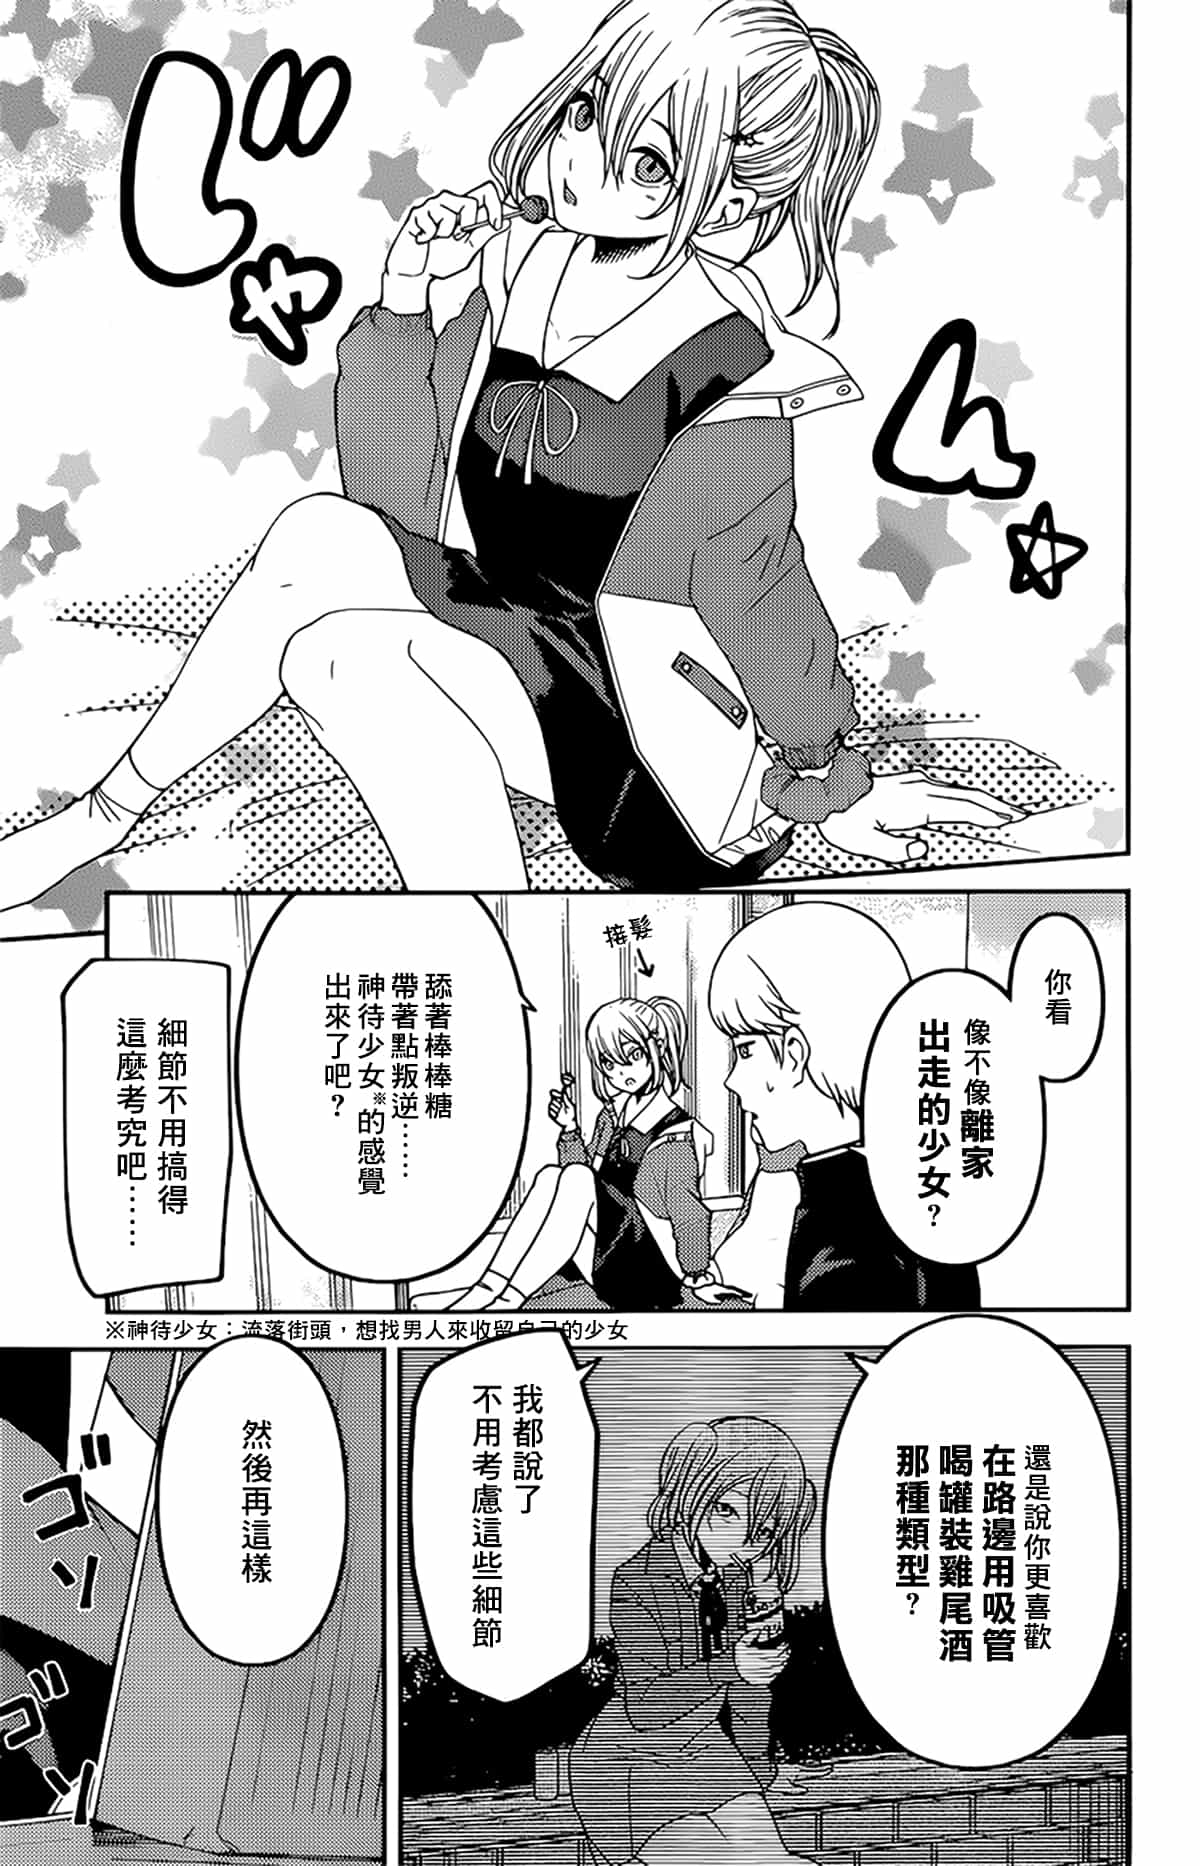 じゃ
ん☆
你看
像不像離家
出走的少女?
接髮
舔著棒棒糖
帶著點叛逆……
神待少女※的感覺
出來了吧?
細節不用搞得
這麼考究吧……
※神待少女：流落街頭，想找男人來收留自己的少女
還是說你更喜歡
在路邊用吸管
喝罐裝雞尾酒
那種類型?
我都說了
不用考慮這些細節
然後再這樣
ゴソ
ゴソ